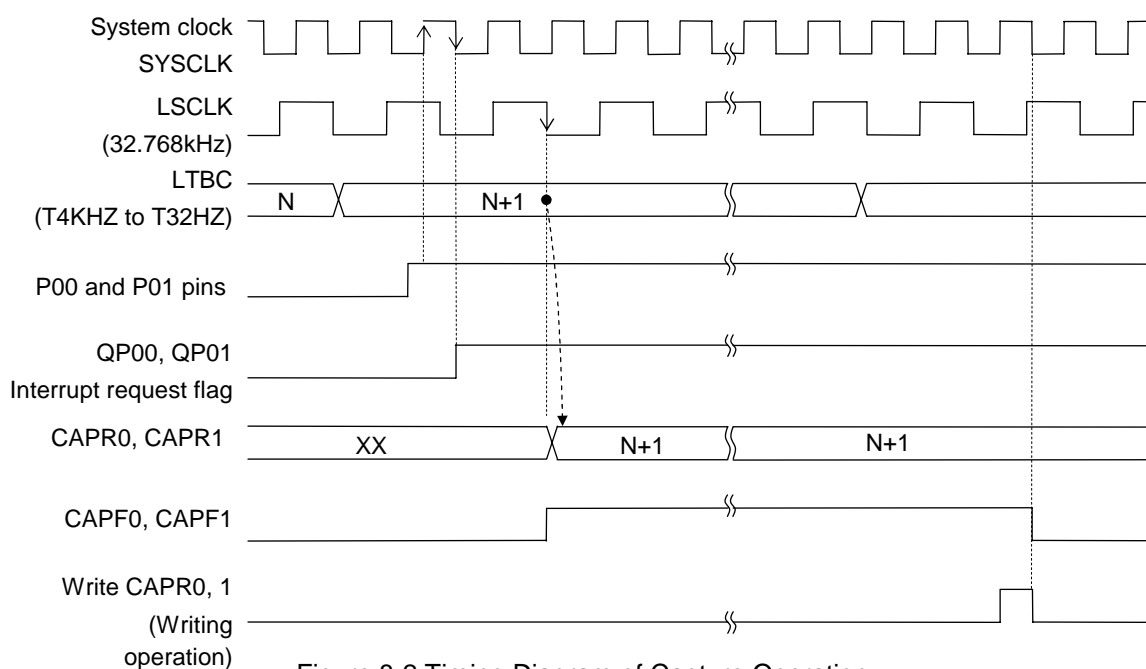 System clock
SYSCLK
LSCLK
(32.768kHz)
LTBC
(T4KHZ to T32HZ)
N
N+1
P00 and P01 pins
QP00, QP01
Interrupt request flag
CAPR0, CAPR1
XX
N+1
N+1
CAPF0, CAPF1
Write CAPR0, 1
(Writing
operation)